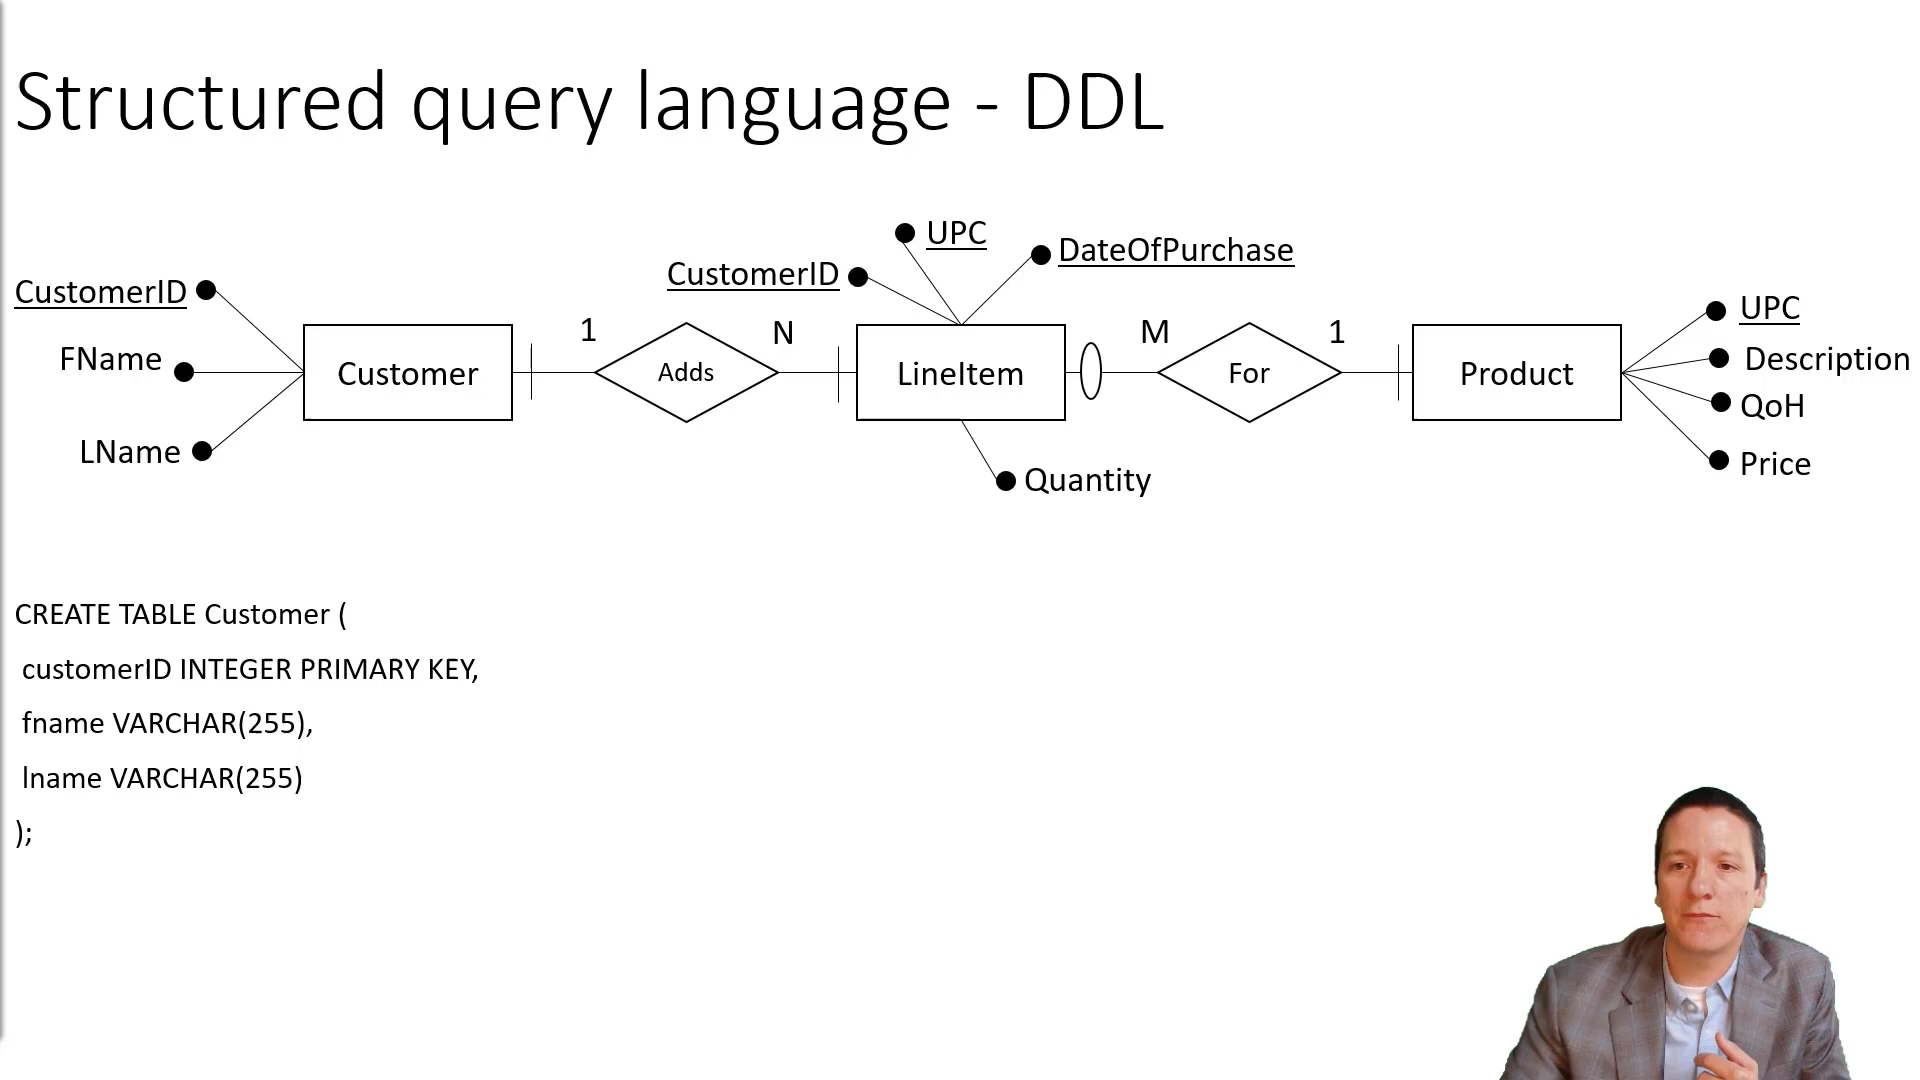 Structured query language - DDL
UPC
DateOfPurchase
CustomerID
CustomerID
UPC
1
N
M
1
FName
Description
Customer
Adds
LineItem
For
Product
QoH
LName
Price
Quantity
CREATE TABLE Customer (
customerID INTEGER PRIMARY KEY,
fname VARCHAR(255),
lname VARCHAR(255)
);